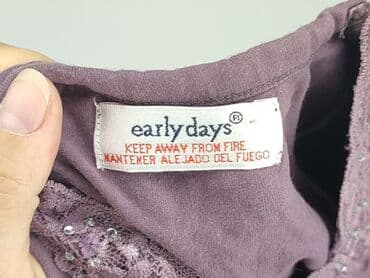 early days®
KEEP AWAY FROM FIRE
MANTENER ALEJADO DEL FUEGO